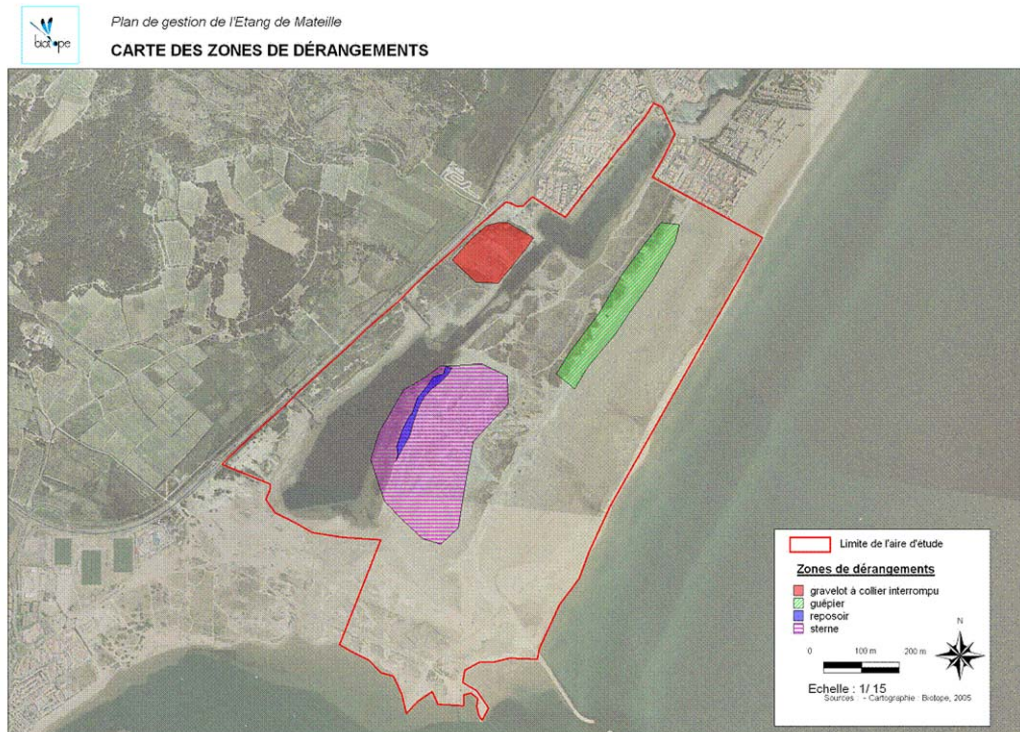 biotope
Plan de gestion de l'Etang de Mateille
CARTE DES ZONES DE DÉRANGEMENTS
Limite de l'aire d'étude
Zones de dérangements
gravelot à collier interrompu
guépier
reposoir
sterne
N
0 100 m 200 m
Echelle : 1/ 15
Sources : - Cartographie : Biotope, 2005